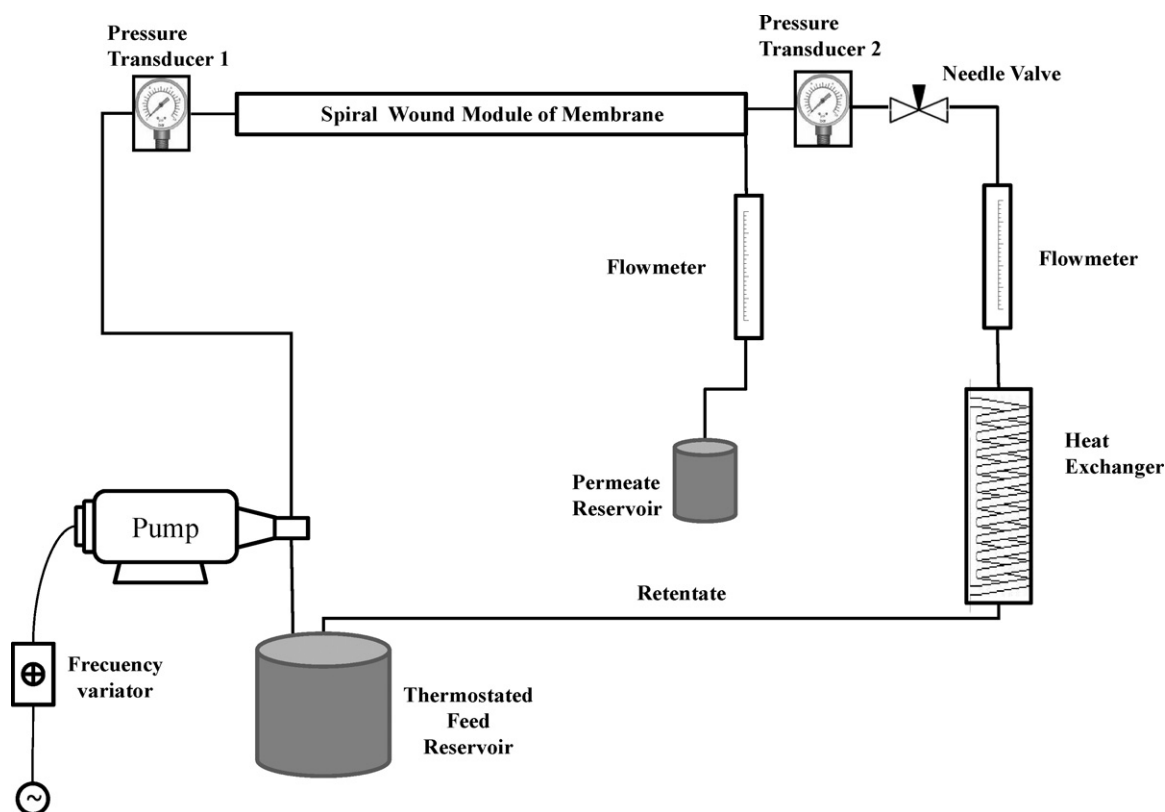 Pressure
Transducer 1
Pressure
Transducer 2
Needle Valve
Spiral Wound Module of Membrane
Flowmeter
Flowmeter
Heat
Exchanger
Permeate
Reservoir
Pump
Retentate
Frecuency
variator
Thermostated
Feed
Reservoir
~